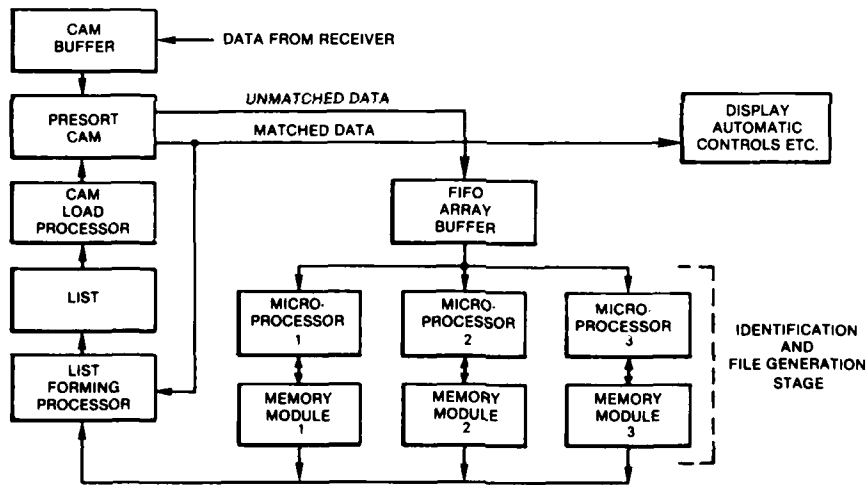 CAM
BUFFER
DATA FROM RECEIVER
PRESORT
CAM
UNMATCHED DATA
MATCHED DATA
DISPLAY
AUTOMATIC
CONTROLS ETC.
CAM
LOAD
PROCESSOR
FIFO
ARRAY
BUFFER
LIST
MICRO-
PROCESSOR
1
MICRO-
PROCESSOR
2
MICRO-
PROCESSOR
3
IDENTIFICATION
AND
FILE GENERATION
STAGE
LIST
FORMING
PROCESSOR
MEMORY
MODULE
1
MEMORY
MODULE
2
MEMORY
MODULE
3